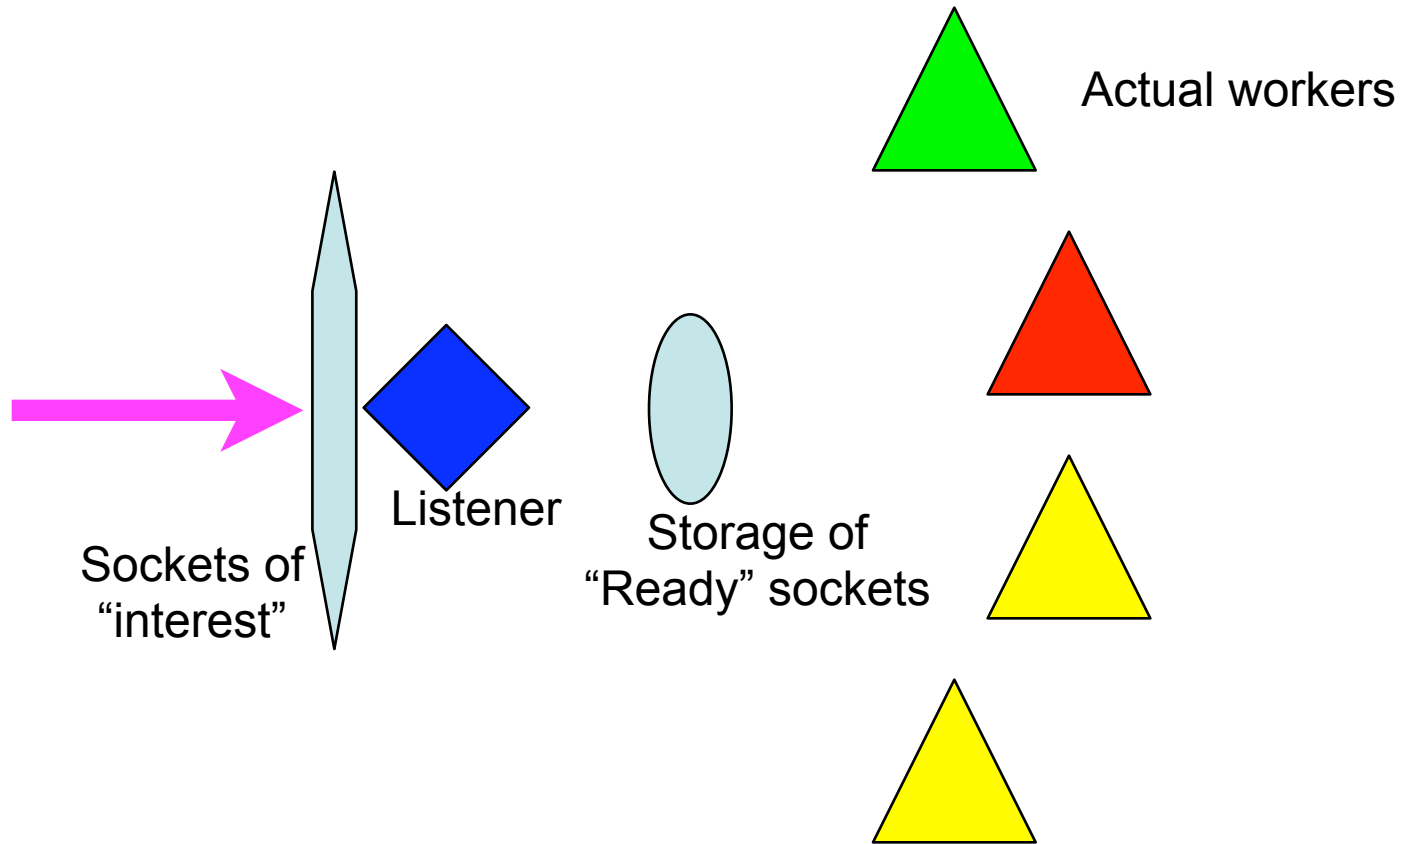 Actual workers
Listener
Sockets of
“interest”
Storage of
“Ready” sockets